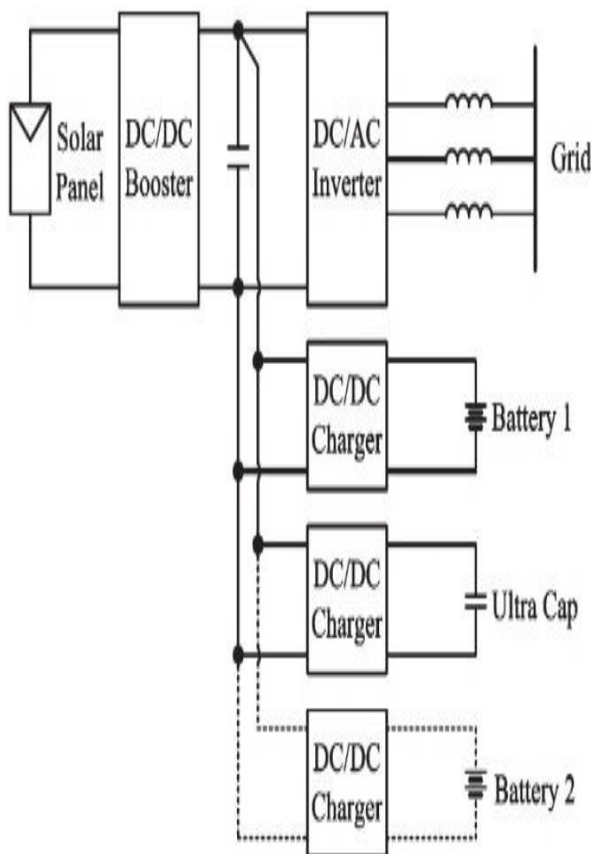 Solar
Panel
DC/DC
Booster
DC/AC
Inverter
Grid
DC/DC
Charger
Battery 1
DC/DC
Charger
Ultra Cap
DC/DC
Charger
Battery 2